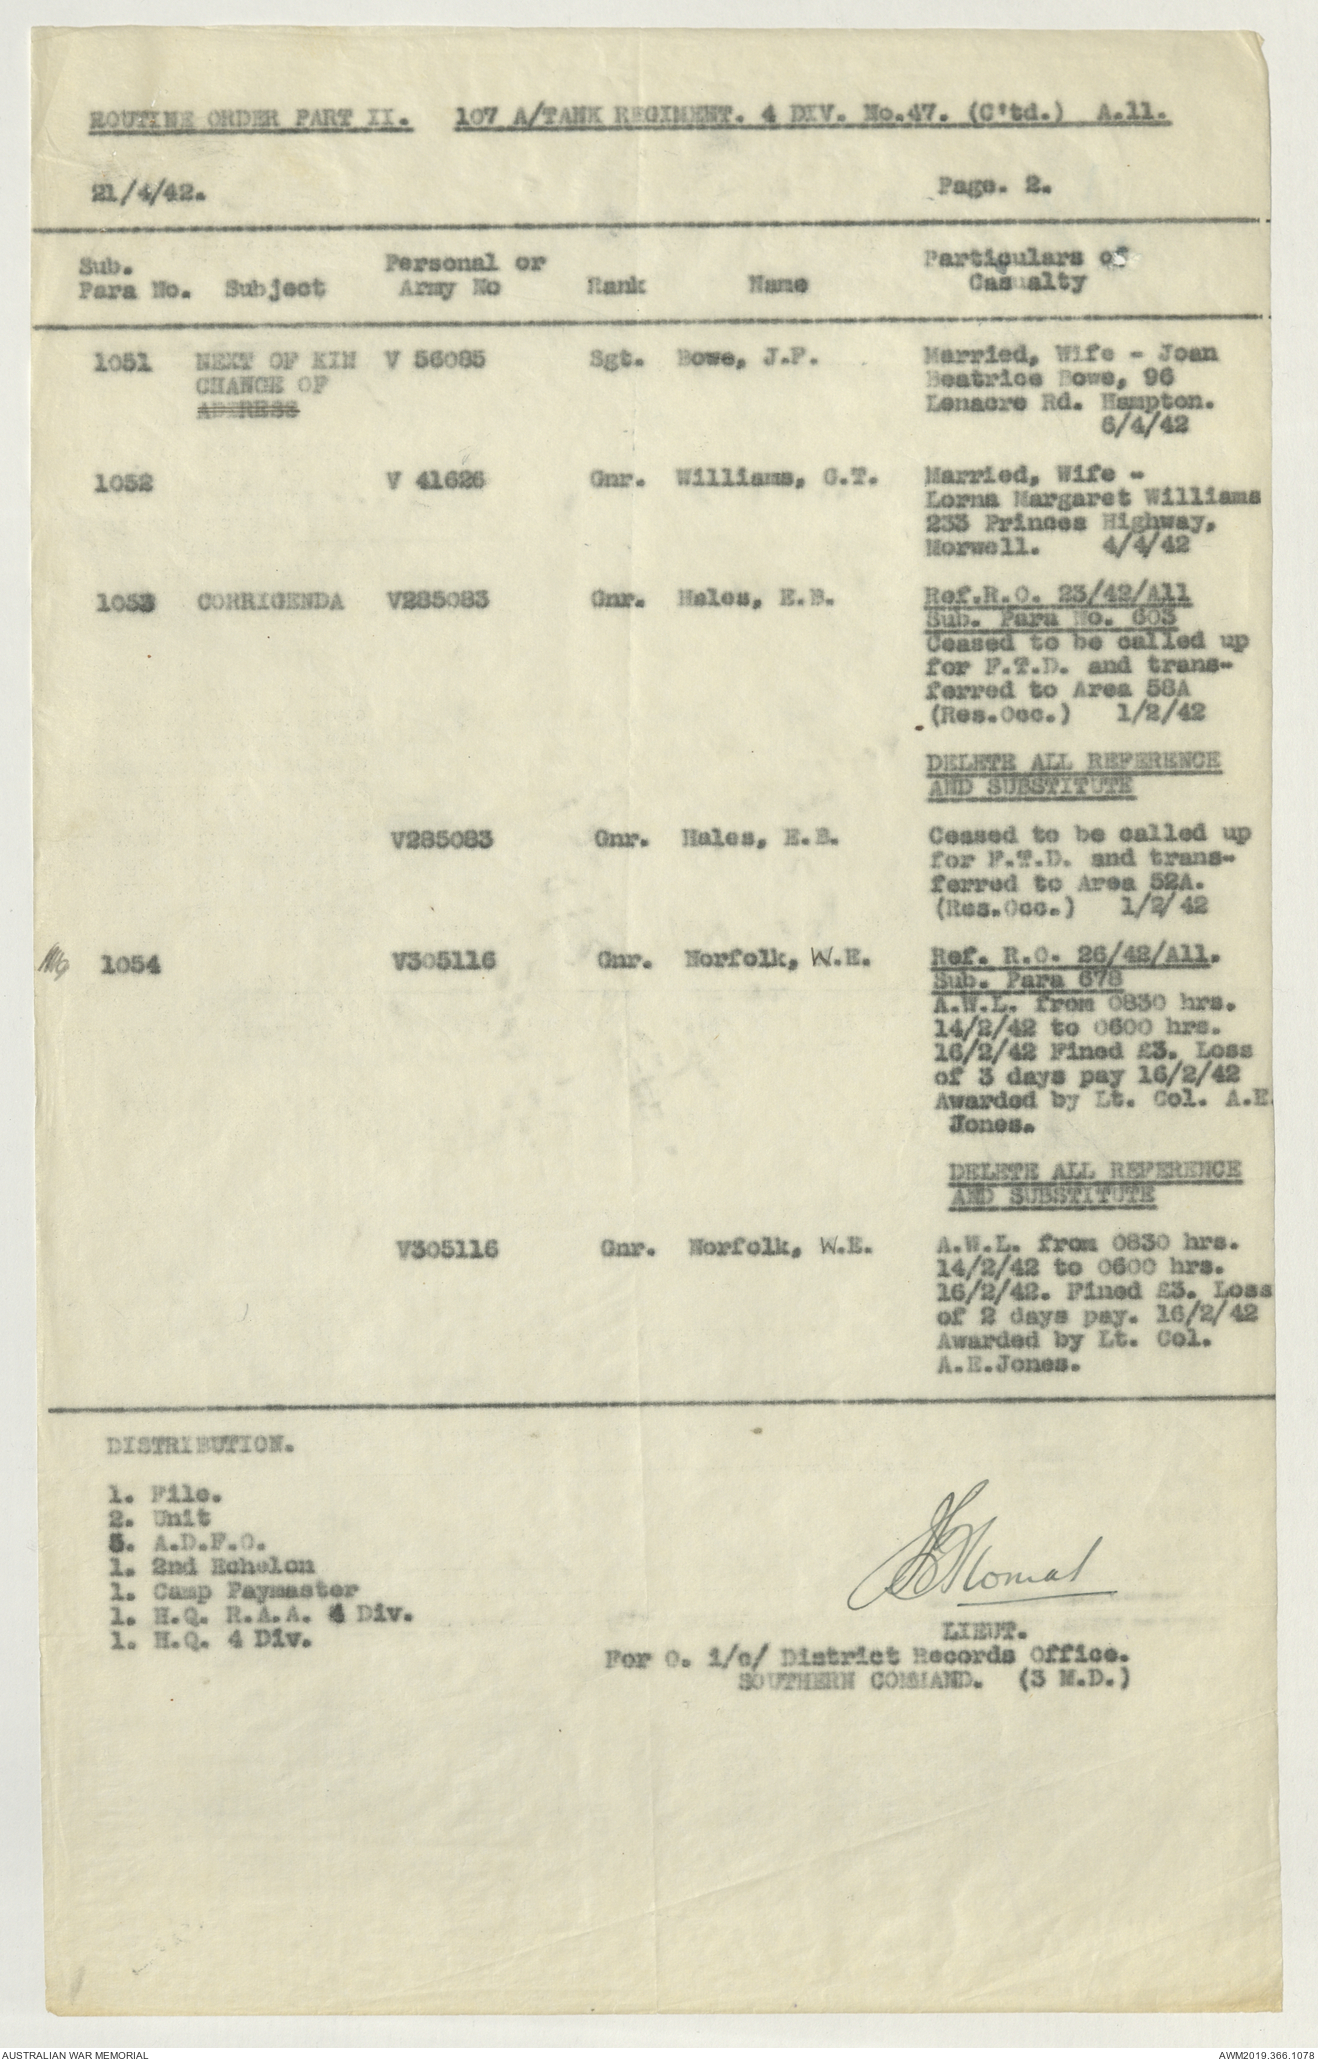 ROUTINE ORDER PART II. 107 A/TANK REGIMENT. 4 DIV. No.47. (C'td.) A.11.
21/4/42. Page. 2.
Sub. Para No. Subject Personal or Army No Rank Name Particulars of Casualty
1051 NEXT OF KIN V 56085 Sgt. Bowe, J.P. Married, Wife - Joan
CHANGE OF Beatrice Bowe, 96
ADDRESS Lenacre Rd. Hampton.
6/4/42
1052 V 41626 Gnr. Williams, G.T. Married, Wife -
Lorna Margaret Williams
233 Princes Highway,
Morwell. 4/4/42
1053 CORRIGENDA V285083 Gnr. Hales, E.B. Ref.R.O. 23/42/All
Sub. Para No. 603
Ceased to be called up
for F.T.D. and trans-
ferred to Area 58A
(Res.Occ.) 1/2/42
DELETE ALL REFERENCE
AND SUBSTITUTE
V285083 Gnr. Hales, E.B. Ceased to be called up
for F.T.D. and trans-
ferred to Area 52A.
(Res.Occ.) 1/2/42
1054 V305116 Gnr. Norfolk, W.E. Ref. R.O. 26/42/All.
Sub. Para 678
A.W.L. from 0830 hrs.
14/2/42 to 0600 hrs.
16/2/42 Fined £3. Loss
of 3 days pay 16/2/42
Awarded by Lt. Col. A.E.
Jones.
DELETE ALL REFERENCE
AND SUBSTITUTE
V305116 Gnr. Norfolk, W.E. A.W.L. from 0830 hrs.
14/2/42 to 0600 hrs.
16/2/42. Fined £3. Loss
of 2 days pay. 16/2/42
Awarded by Lt. Col.
A.E.Jones.
DISTRIBUTION.
1. File.
2. Unit
3. A.D.F.O.
1. 2nd Echelon
1. Camp Paymaster
1. H.Q. R.A.A. 4 Div.
1. H.Q. 4 Div.
LIEUT.
For O. i/c/ District Records Office.
SOUTHERN COMMAND. (3 M.D.)
AUSTRALIAN WAR MEMORIAL AWM2019.366.1078